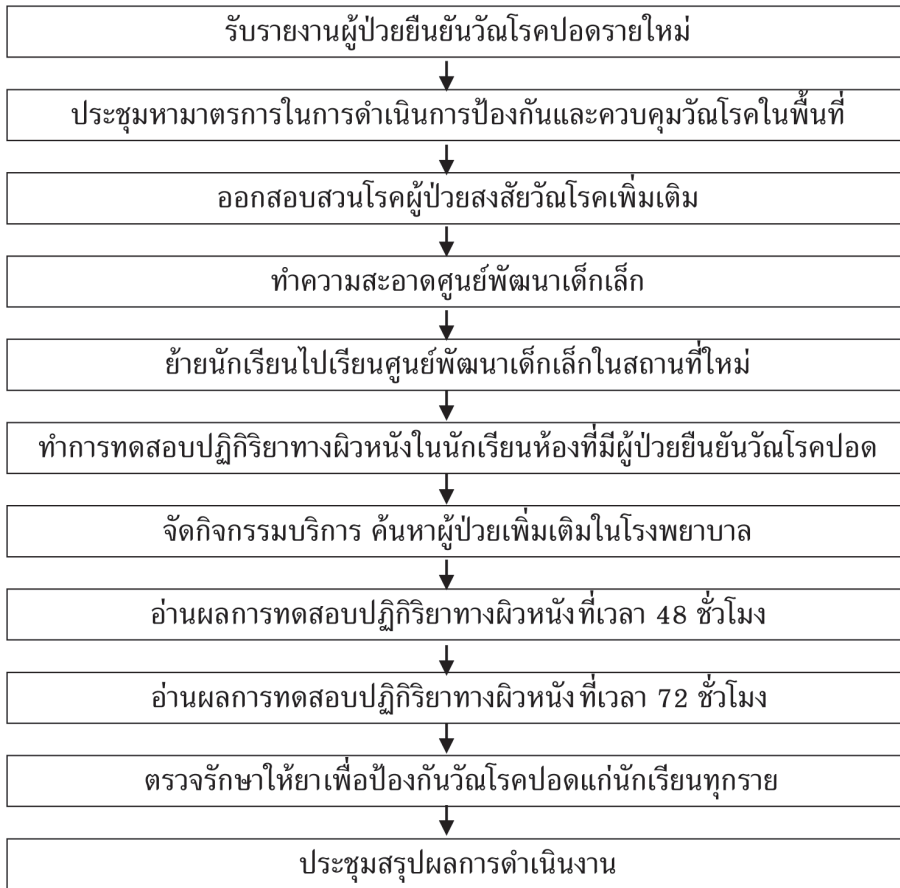 รับรายงานผู้ป่วยยืนยันวัณโรคปอดรายใหม่
ประชุมหามาตรการในการดำเนินการป้องกันและควบคุมวัณโรคในพื้นที่
ออกสอบสวนโรคผู้ป่วยสงสัยวัณโรคเพิ่มเติม
ทำความสะอาดศูนย์พัฒนาเด็กเล็ก
ย้ายนักเรียนไปเรียนศูนย์พัฒนาเด็กเล็กในสถานที่ใหม่
ทำการทดสอบปฏิกิริยาทางผิวหนังในนักเรียนห้องที่มีผู้ป่วยยืนยันวัณโรคปอด
จัดกิจกรรมบริการ ค้นหาผู้ป่วยเพิ่มเติมในโรงพยาบาล
อ่านผลการทดสอบปฏิกิริยาทางผิวหนังที่เวลา 48 ชั่วโมง
อ่านผลการทดสอบปฏิกิริยาทางผิวหนังที่เวลา 72 ชั่วโมง
ตรวจรักษาให้ยาเพื่อป้องกันวัณโรคปอดแก่นักเรียนทุกราย
ประชุมสรุปผลการดำเนินงาน